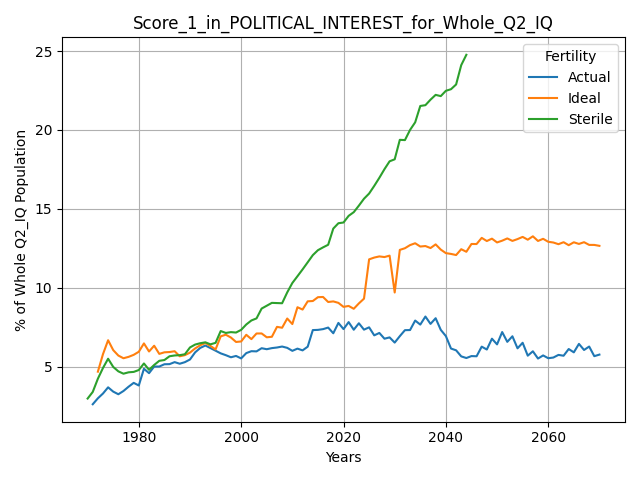 Score_1_in_POLITICAL_INTEREST_for_Whole_Q2_IQ
% of Whole Q2_IQ Population
25
20
15
10
5
Fertility
Actual
Ideal
Sterile
1980 2000 2020 2040 2060
Years